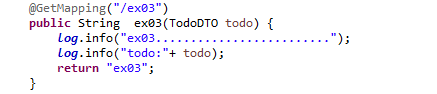 @GetMapping("/ex03")
public String  ex03(TodoDTO todo) {
log.info("ex03..........................");
log.info("todo:"+ todo);
return "ex03";
}